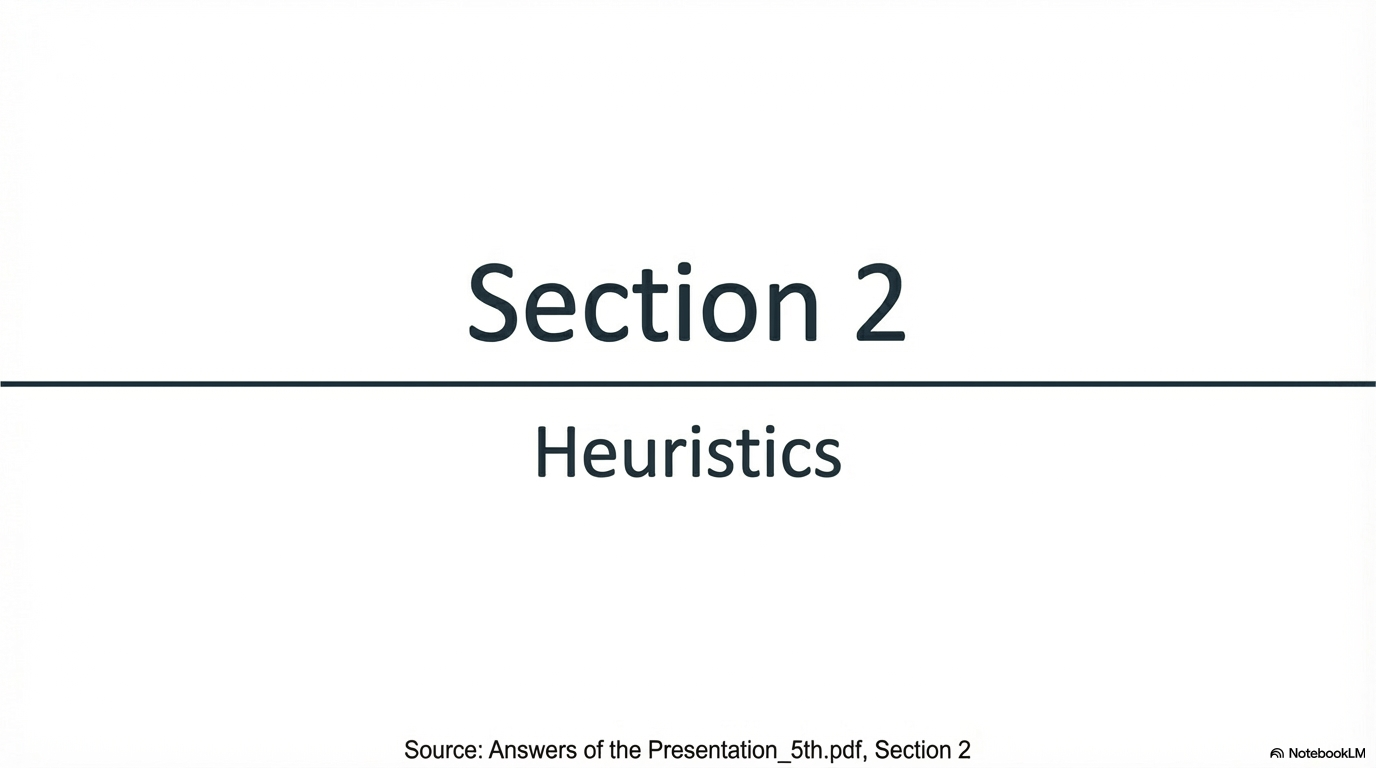 Section 2
Heuristics
Source: Answers of the Presentation_5th.pdf, Section 2
NotebookLM